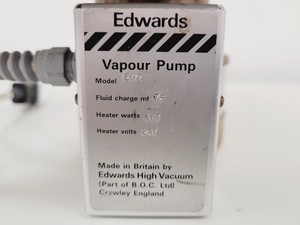 Edwards
Vapour Pump
Model
Fluid charge ml
Heater watts
Heater volts
Made in Britain by
Edwards High Vacuum
(Part of B.O.C. Ltd)
Crawley England